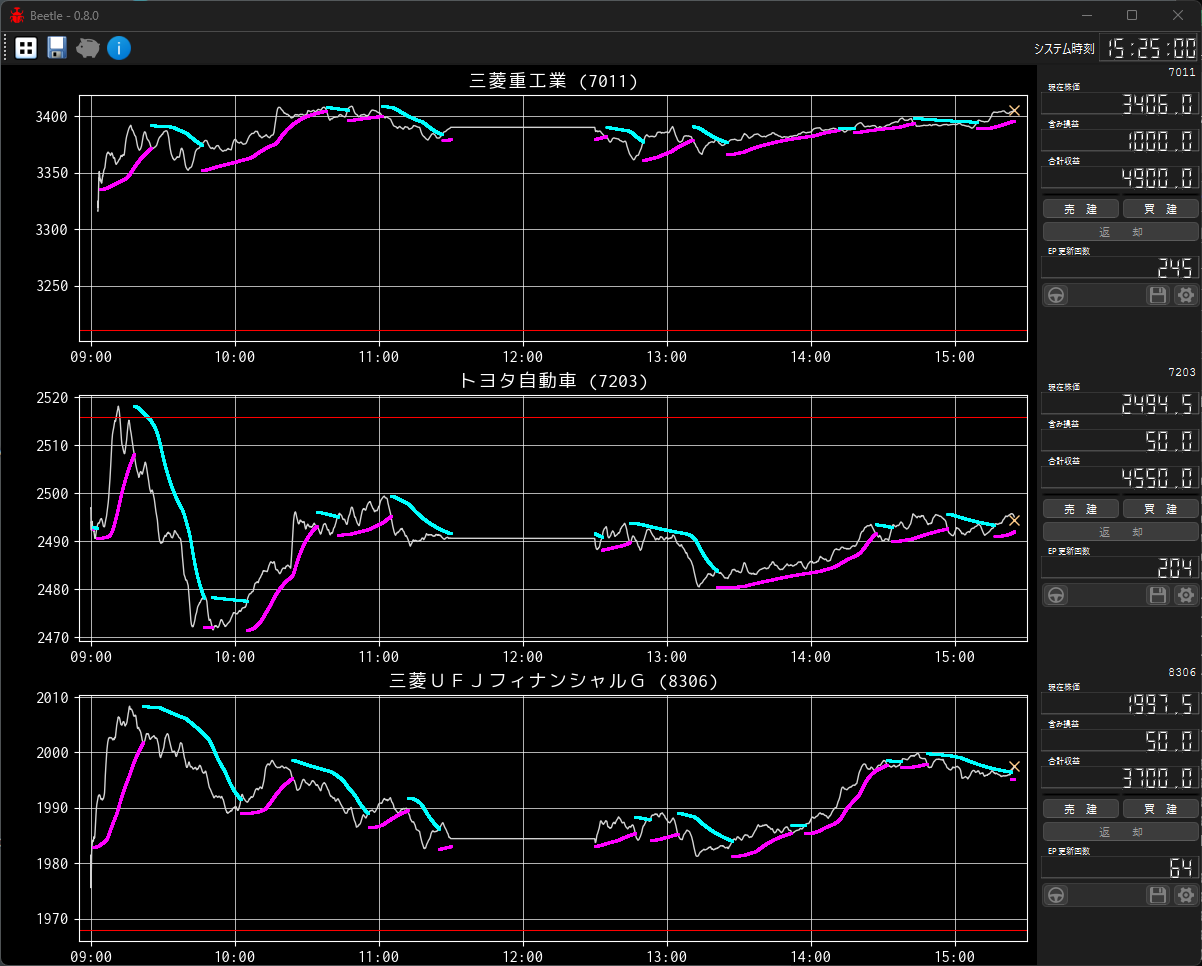 Beetle - 0.8.0
システム時刻 15:25:00
三菱重工業 (7011)
3400
3350
3300
3250
09:00 10:00 11:00 12:00 13:00 14:00 15:00
7011
現在株価
3406.0
含み損益
1000.0
合計収益
4900.0
売 建 買 建
返 却
EP 更新回数
245
トヨタ自動車 (7203)
2520
2510
2500
2490
2480
2470
09:00 10:00 11:00 12:00 13:00 14:00 15:00
7203
現在株価
2494.5
含み損益
50.0
合計収益
4550.0
売 建 買 建
返 却
EP 更新回数
204
三菱ＵＦＪフィナンシャルＧ (8306)
2010
2000
1990
1980
1970
09:00 10:00 11:00 12:00 13:00 14:00 15:00
8306
現在株価
1997.5
含み損益
50.0
合計収益
3700.0
売 建 買 建
返 却
EP 更新回数
64